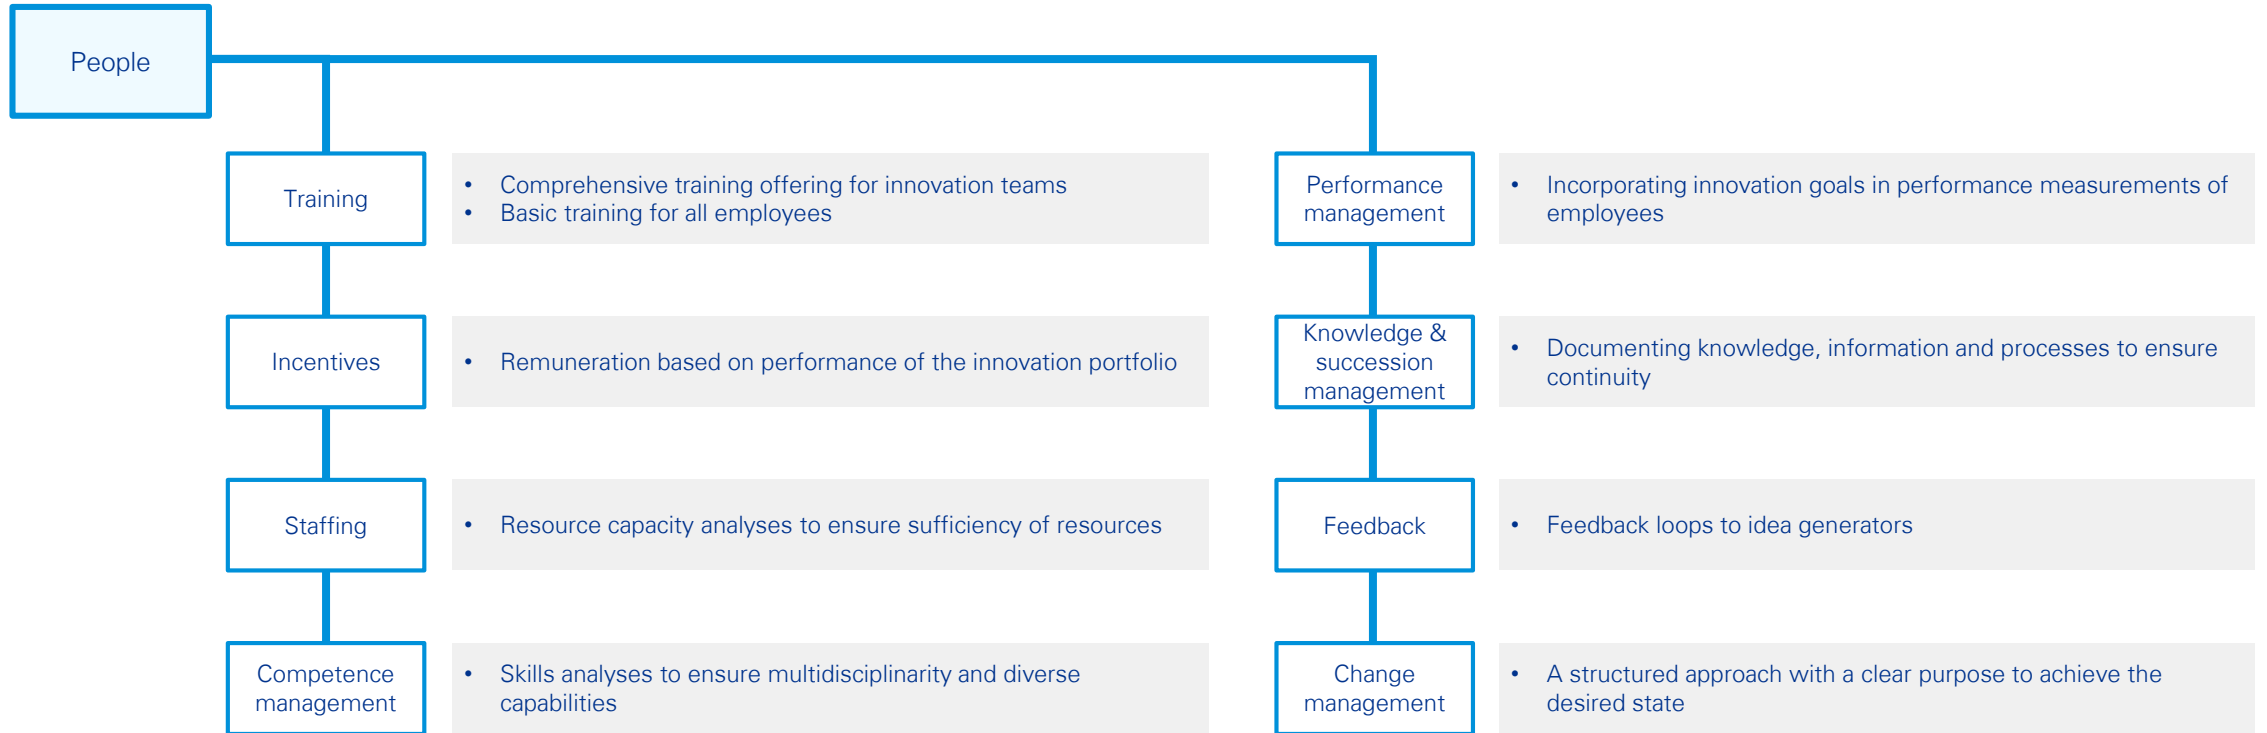 People
Training
• Comprehensive training offering for innovation teams
• Basic training for all employees
Incentives
• Remuneration based on performance of the innovation portfolio
Staffing
• Resource capacity analyses to ensure sufficiency of resources
Competence
management
• Skills analyses to ensure multidisciplinarity and diverse
capabilities
Performance
management
• Incorporating innovation goals in performance measurements of
employees
Knowledge &
succession
management
• Documenting knowledge, information and processes to ensure
continuity
Feedback
• Feedback loops to idea generators
Change
management
• A structured approach with a clear purpose to achieve the
desired state